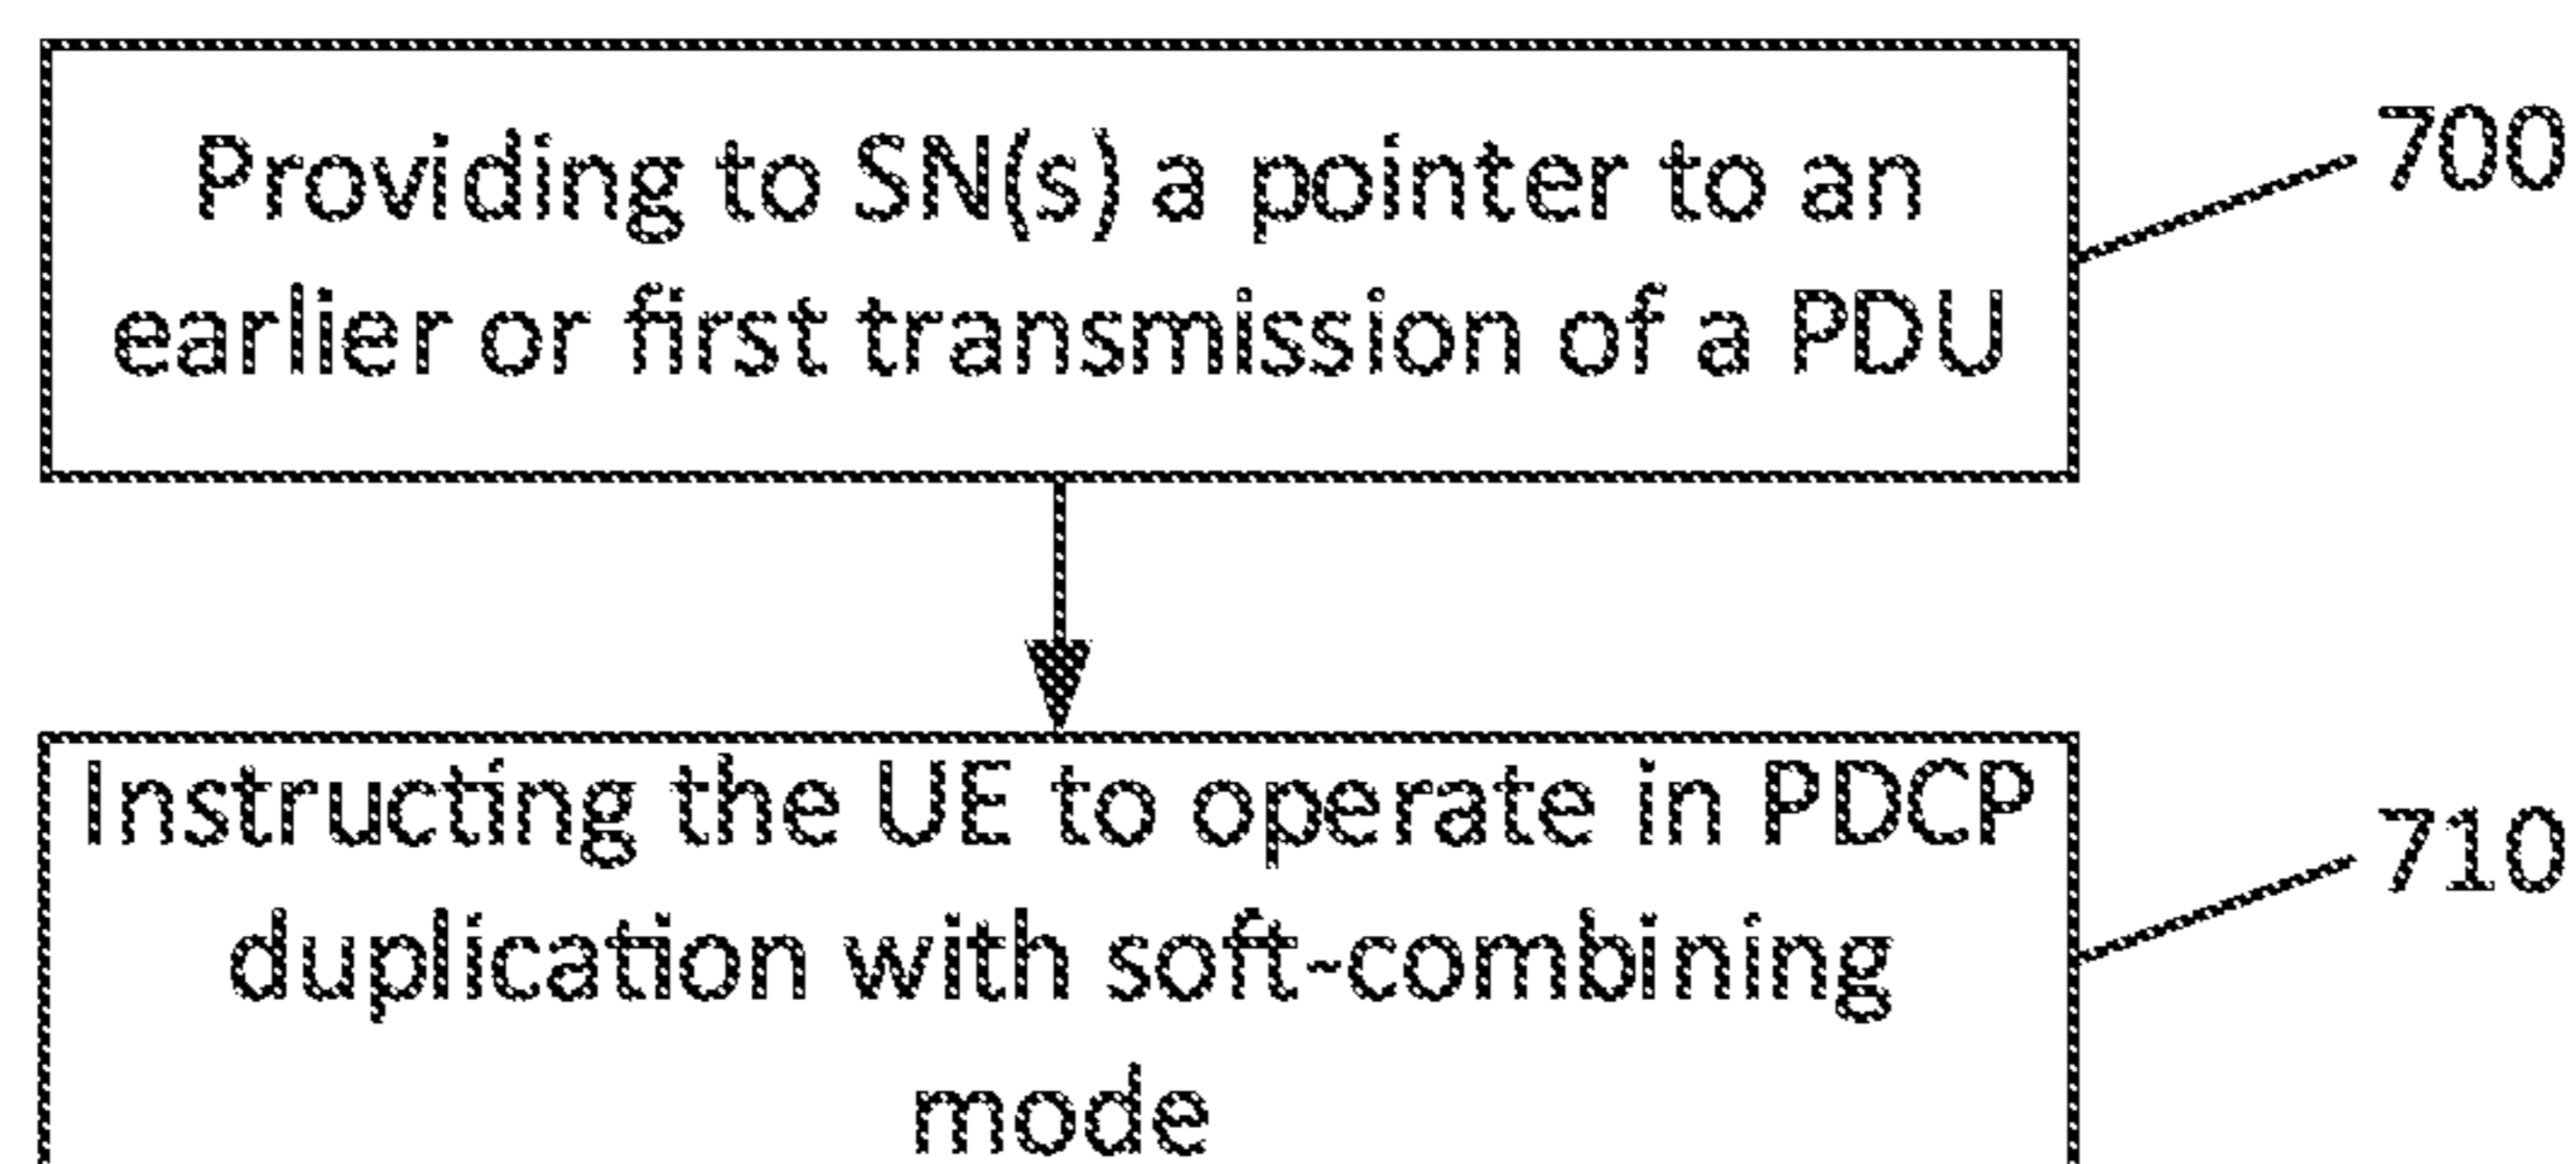 Providing to SN(s) a pointer to an
earlier or first transmission of a PDU
700
Instructing the UE to operate in PDCP
duplication with soft-combining
mode
710